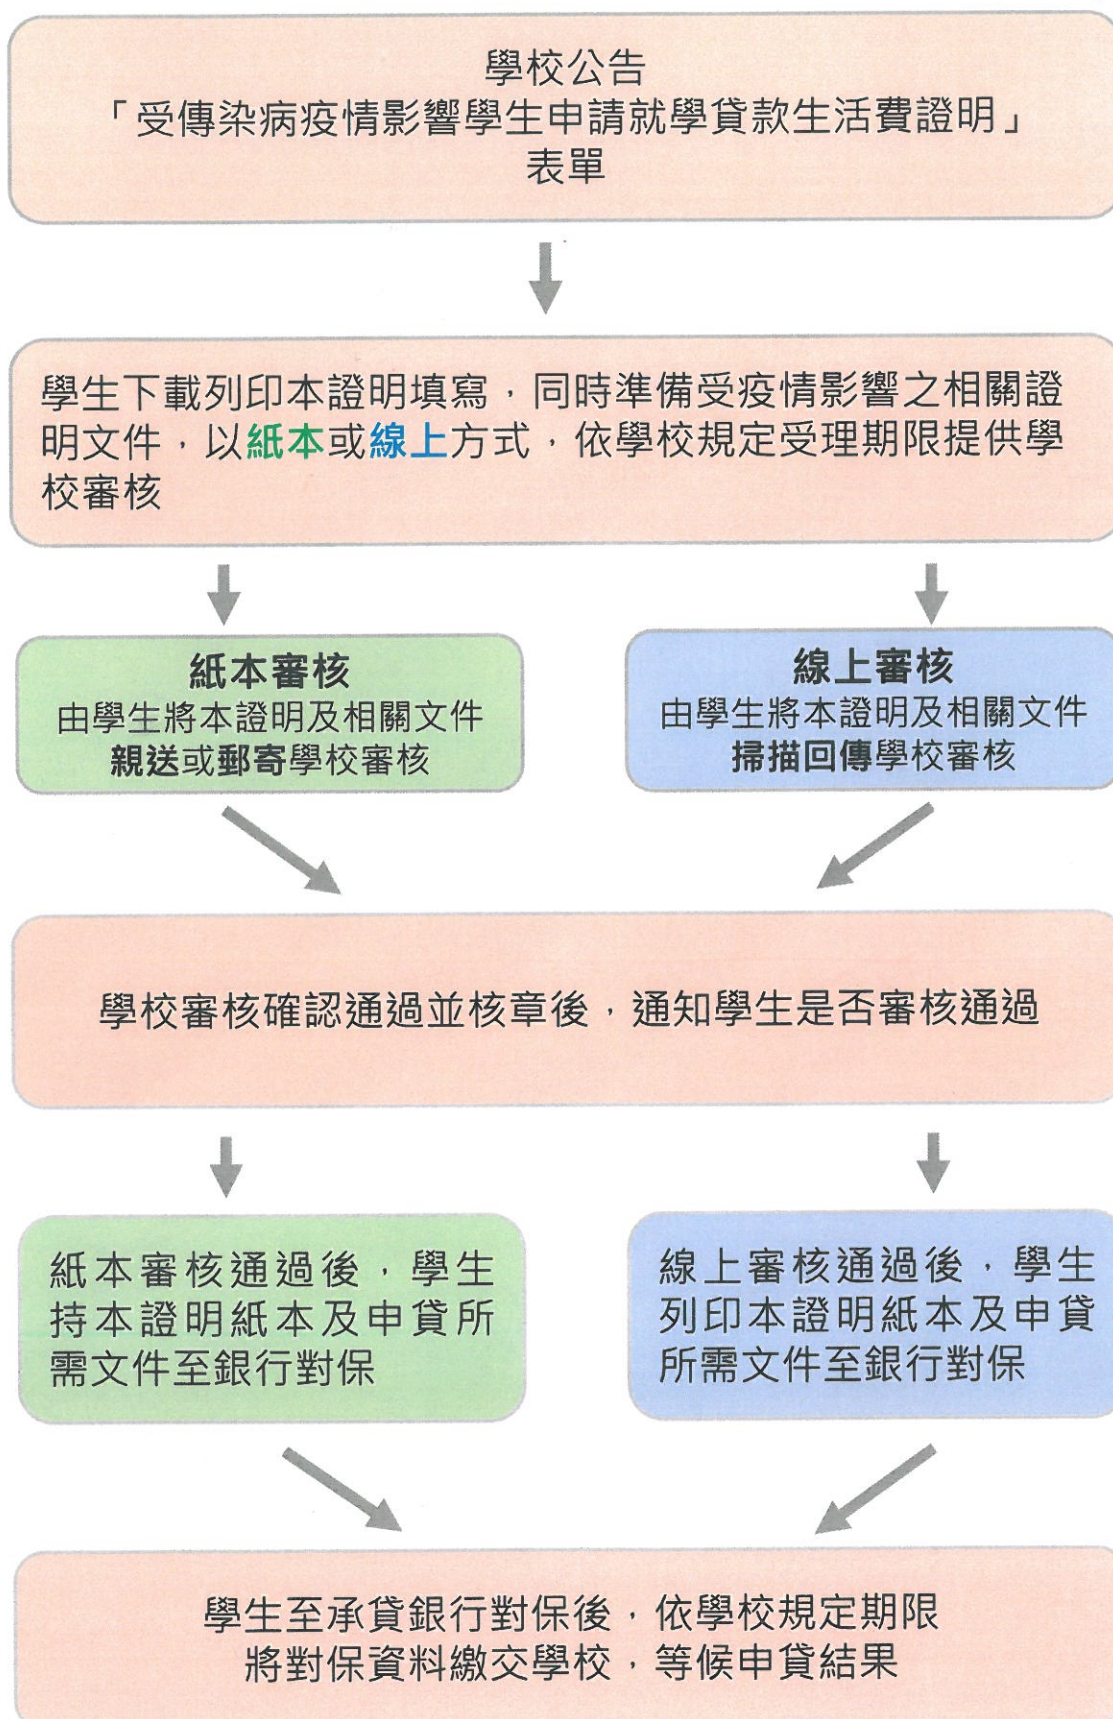 學校公告
「受傳染病疫情影響學生申請就學貸款生活費證明」
表單
學生下載列印本證明填寫，同時準備受疫情影響之相關證
明文件，以紙本或線上方式，依學校規定受理期限提供學
校審核
紙本審核
由學生將本證明及相關文件
親送或郵寄學校審核
線上審核
由學生將本證明及相關文件
掃描回傳學校審核
學校審核確認通過並核章後，通知學生是否審核通過
紙本審核通過後，學生
持本證明紙本及申貸所
需文件至銀行對保
線上審核通過後，學生
列印本證明紙本及申貸
所需文件至銀行對保
學生至承貸銀行對保後，依學校規定期限
將對保資料繳交學校，等候申貸結果